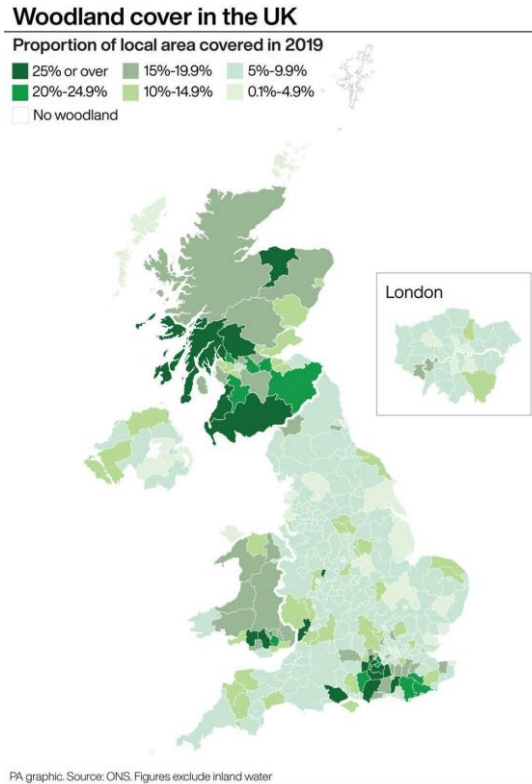 Woodland cover in the UK
Proportion of local area covered in 2019
25% or over
15%-19.9%
5%-9.9%
20%-24.9%
10%-14.9%
0.1%-4.9%
No woodland
London
PA graphic. Source: ONS. Figures exclude inland water